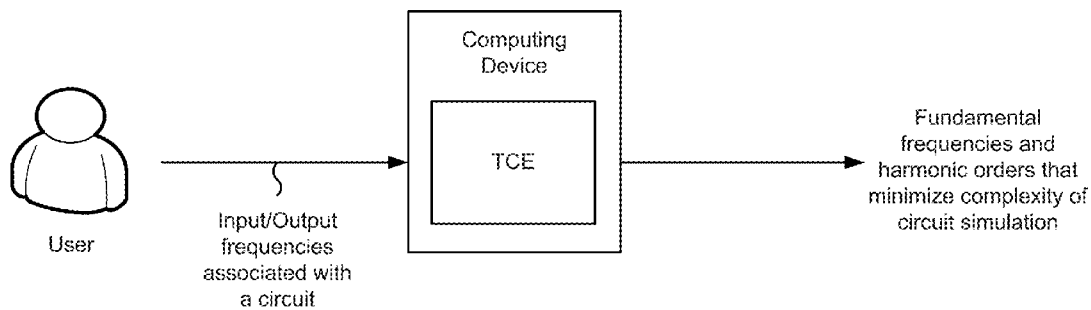 Computing
Device
TCE
User
Input/Output
frequencies
associated with
a circuit
Fundamental
frequencies and
harmonic orders that
minimize complexity of
circuit simulation